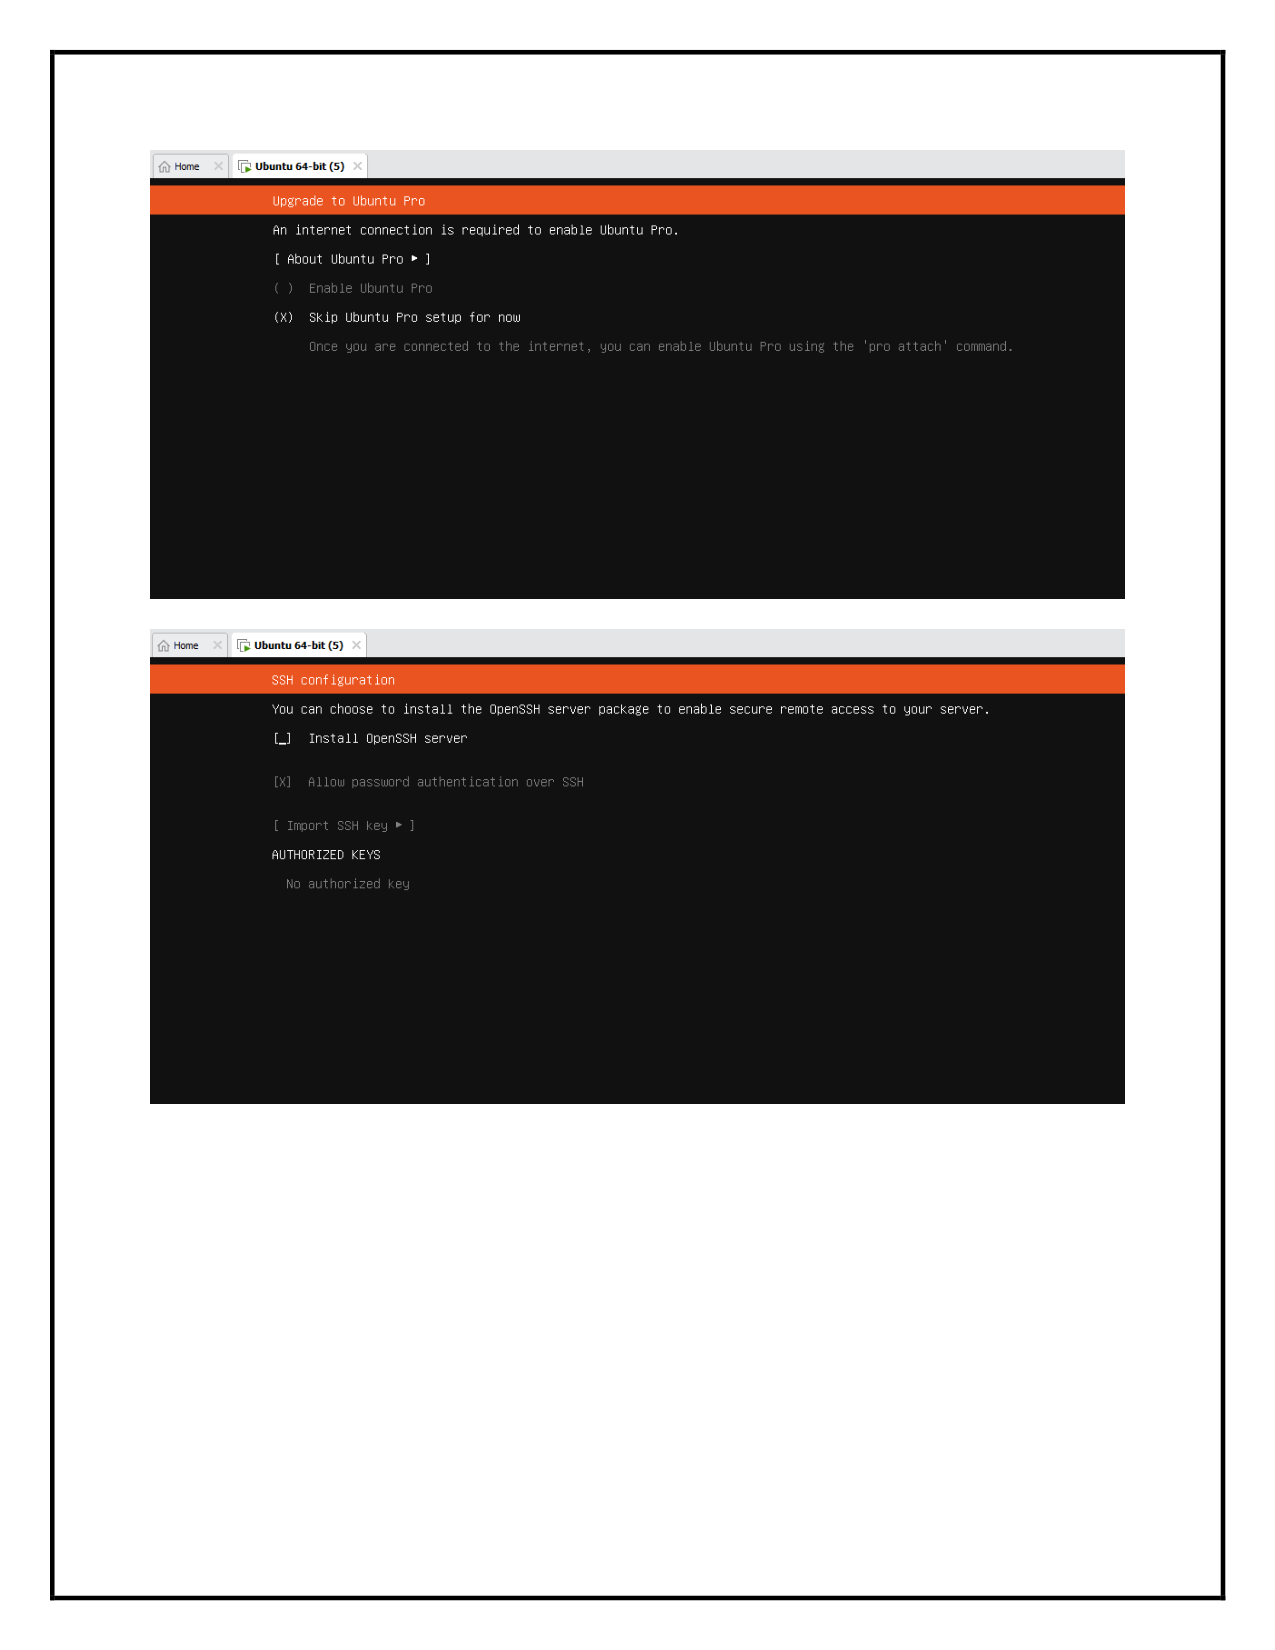 Home Ubuntu 64-bit (5)
Upgrade to Ubuntu Pro
An internet connection is required to enable Ubuntu Pro.
[ About Ubuntu Pro ▸ ]
( ) Enable Ubuntu Pro
(X) Skip Ubuntu Pro setup for now
Once you are connected to the internet, you can enable Ubuntu Pro using the 'pro attach' command.
Home Ubuntu 64-bit (5)
SSH configuration
You can choose to install the OpenSSH server package to enable secure remote access to your server.
[_] Install OpenSSH server
[X] Allow password authentication over SSH
[ Import SSH key ▸ ]
AUTHORIZED KEYS
No authorized key